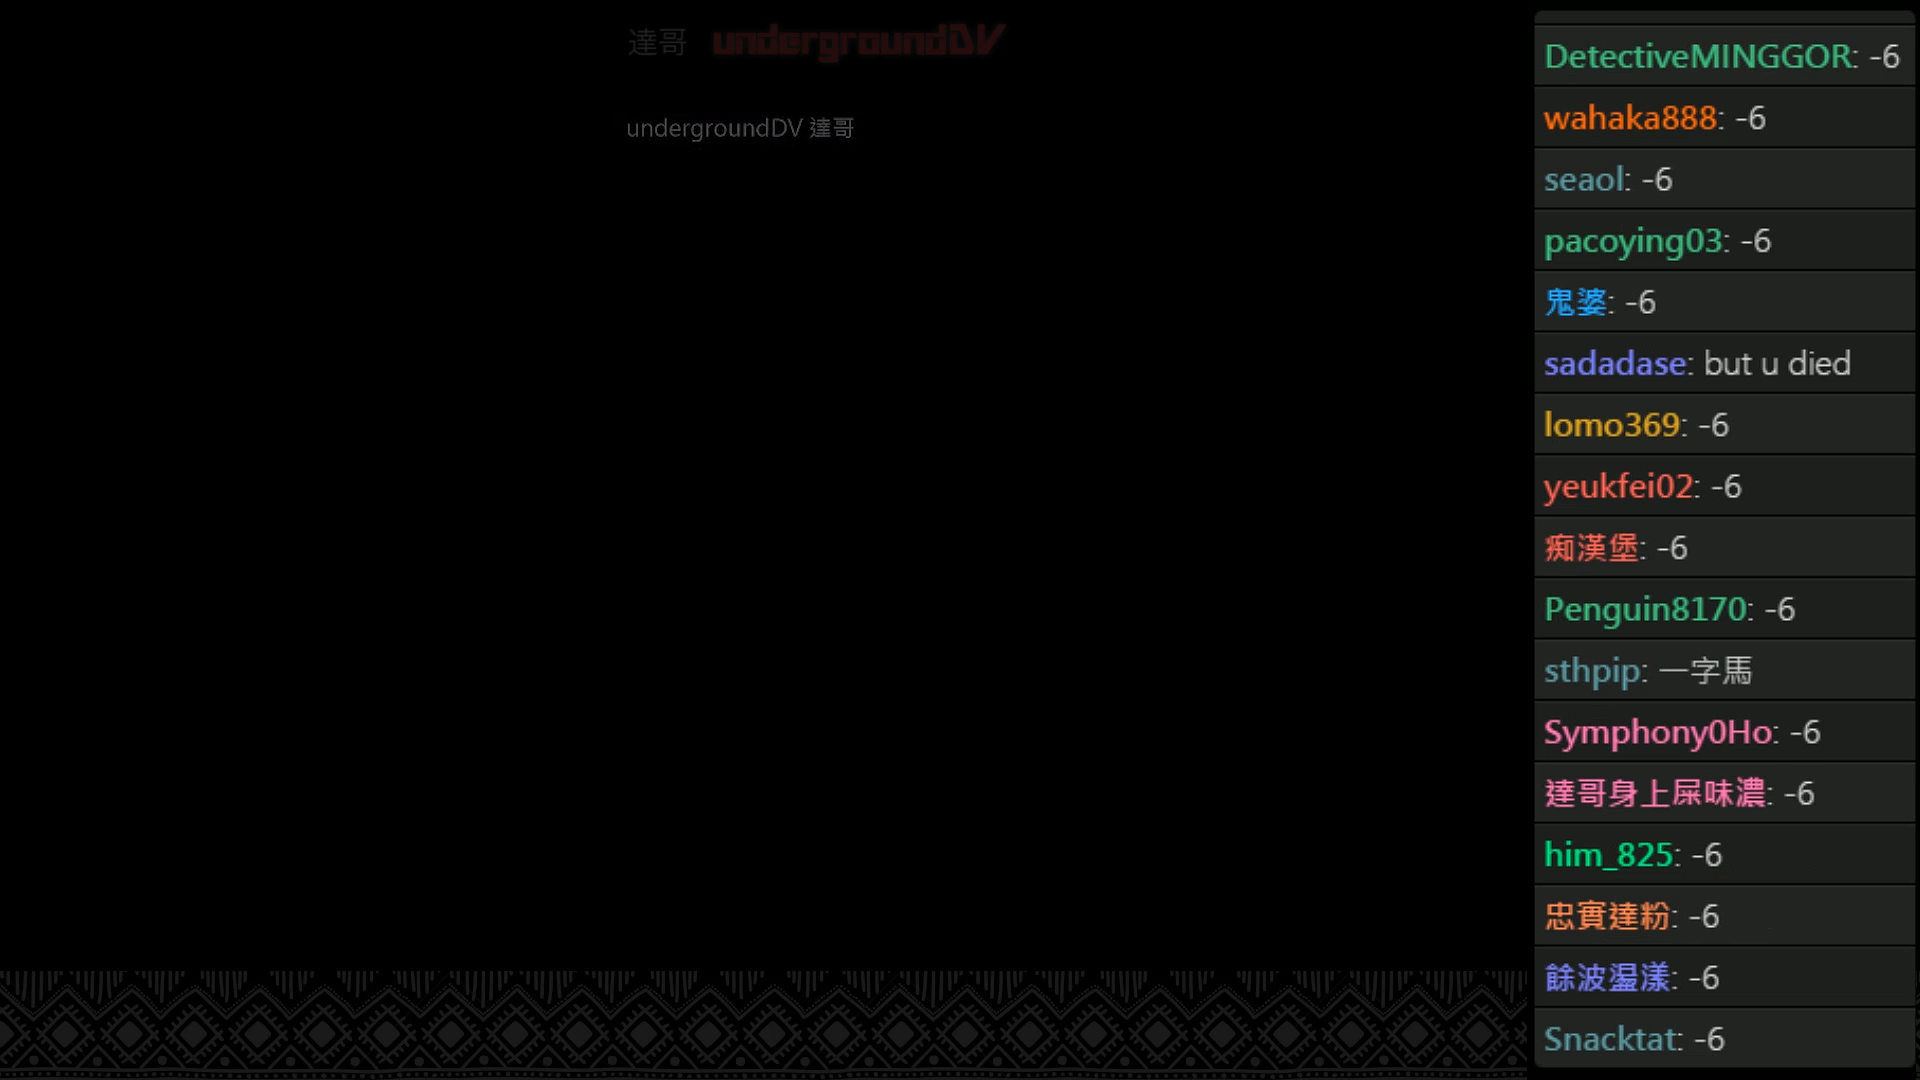 達哥 undergroundDV
undergroundDV 達哥
DetectiveMINGGOR: -6
wahaka888: -6
seaol: -6
pacoying03: -6
鬼婆: -6
sadadase: but u died
lomo369: -6
yeukfei02: -6
痴漢堡: -6
Penguin8170: -6
sthpip: 一字馬
Symphony0Ho: -6
達哥身上屎味濃: -6
him_825: -6
忠實達粉: -6
餘波盪漾: -6
Snacktat: -6